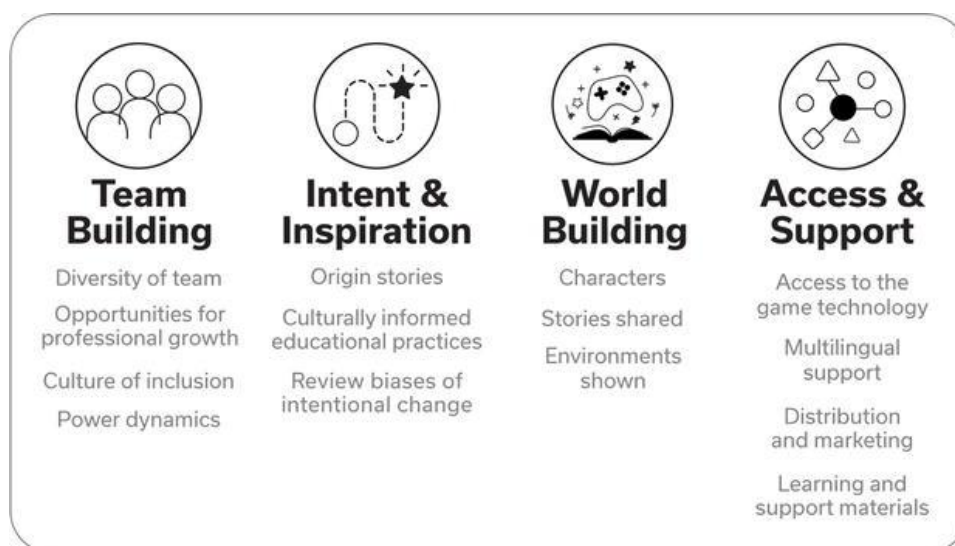 Team
Building
Diversity of team
Opportunities for
professional growth
Culture of inclusion
Power dynamics
Intent &
Inspiration
Origin stories
Culturally informed
educational practices
Review biases of
intentional change
World
Building
Characters
Stories shared
Environments
shown
Access &
Support
Access to the
game technology
Multilingual
support
Distribution
and marketing
Learning and
support materials